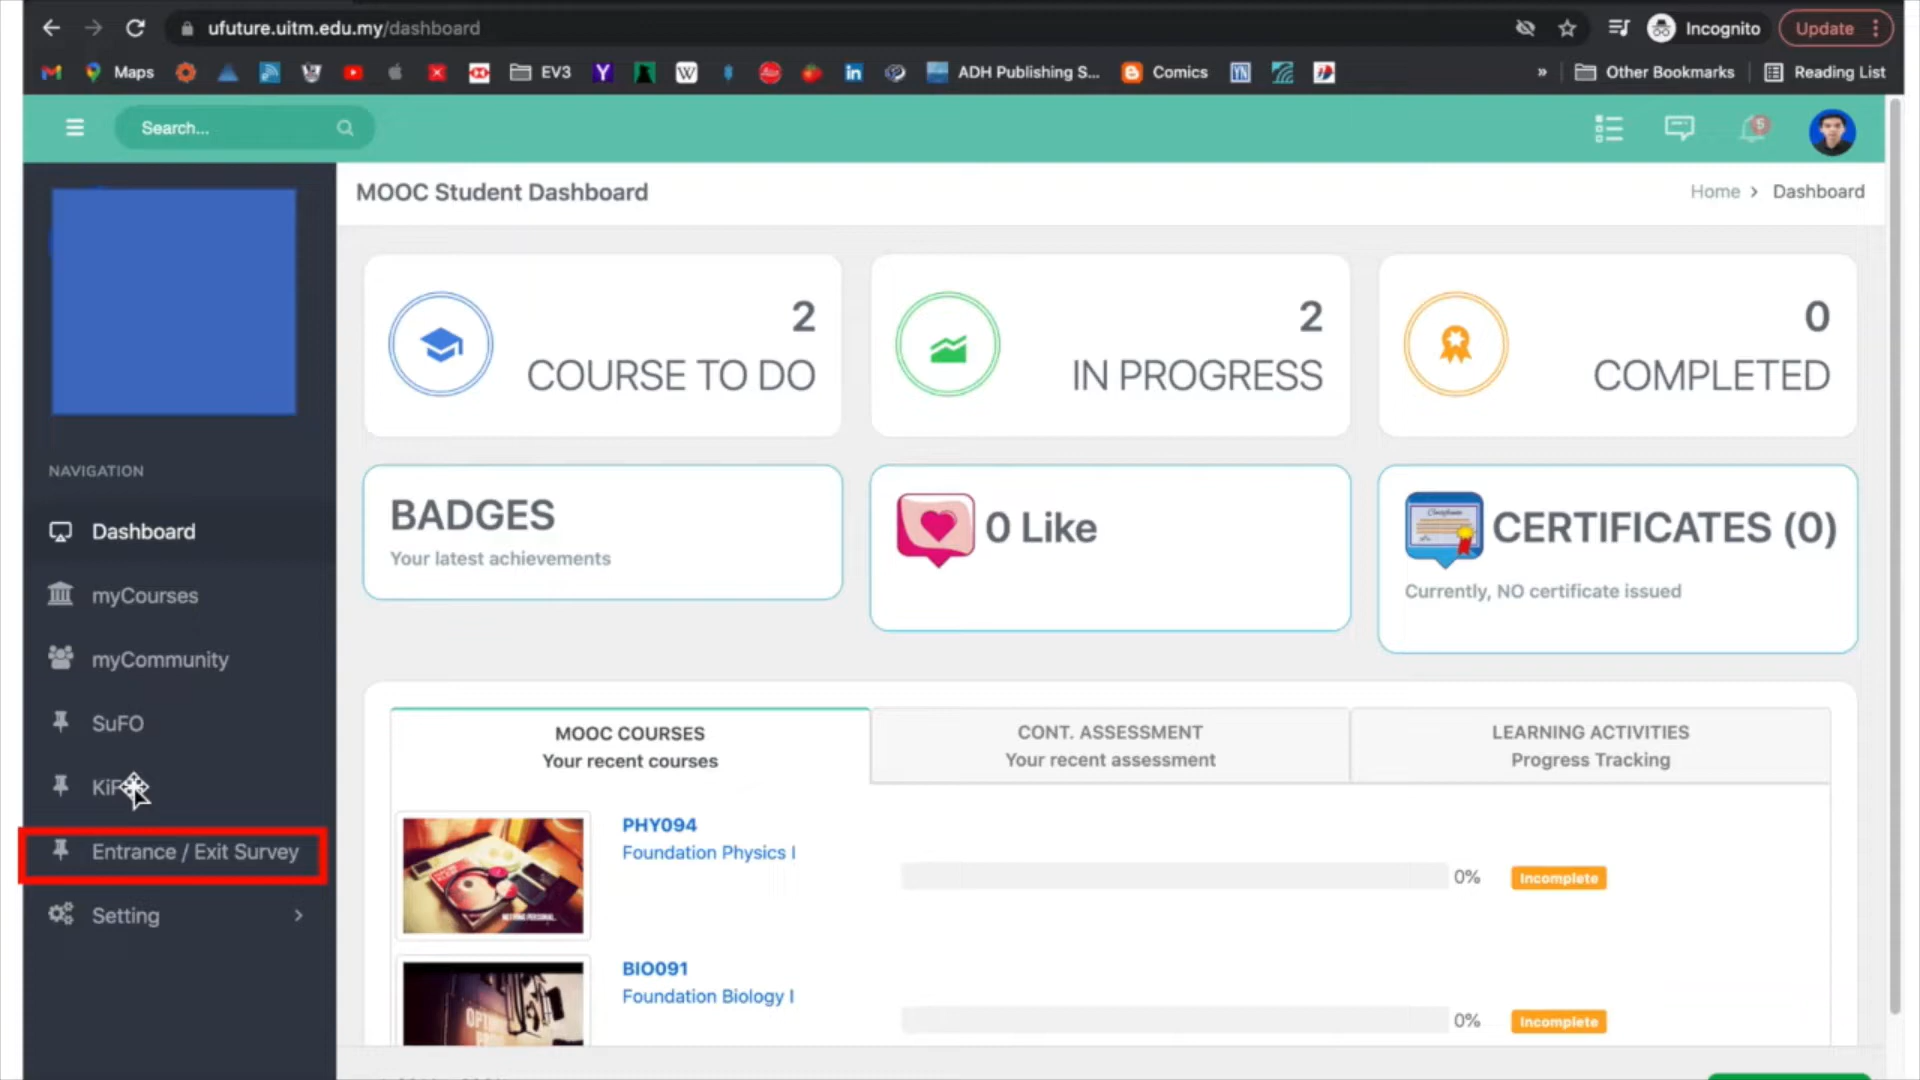 ufuture.uitm.edu.my/dashboard
Incognito
Update
Maps
EV3
ADH Publishing S...
Comics
»
Other Bookmarks
Reading List
Search...
5
MOOC Student Dashboard
Home > Dashboard
2
COURSE TO DO
2
IN PROGRESS
0
COMPLETED
NAVIGATION
Dashboard
myCourses
myCommunity
SuFO
Entrance / Exit Survey
Setting
BADGES
Your latest achievements
0 Like
CERTIFICATES (0)
Currently, NO certificate issued
MOOC COURSES
Your recent courses
CONT. ASSESSMENT
Your recent assessment
LEARNING ACTIVITIES
Progress Tracking
PHY094
Foundation Physics I
0%
Incomplete
BIO091
Foundation Biology I
0%
Incomplete